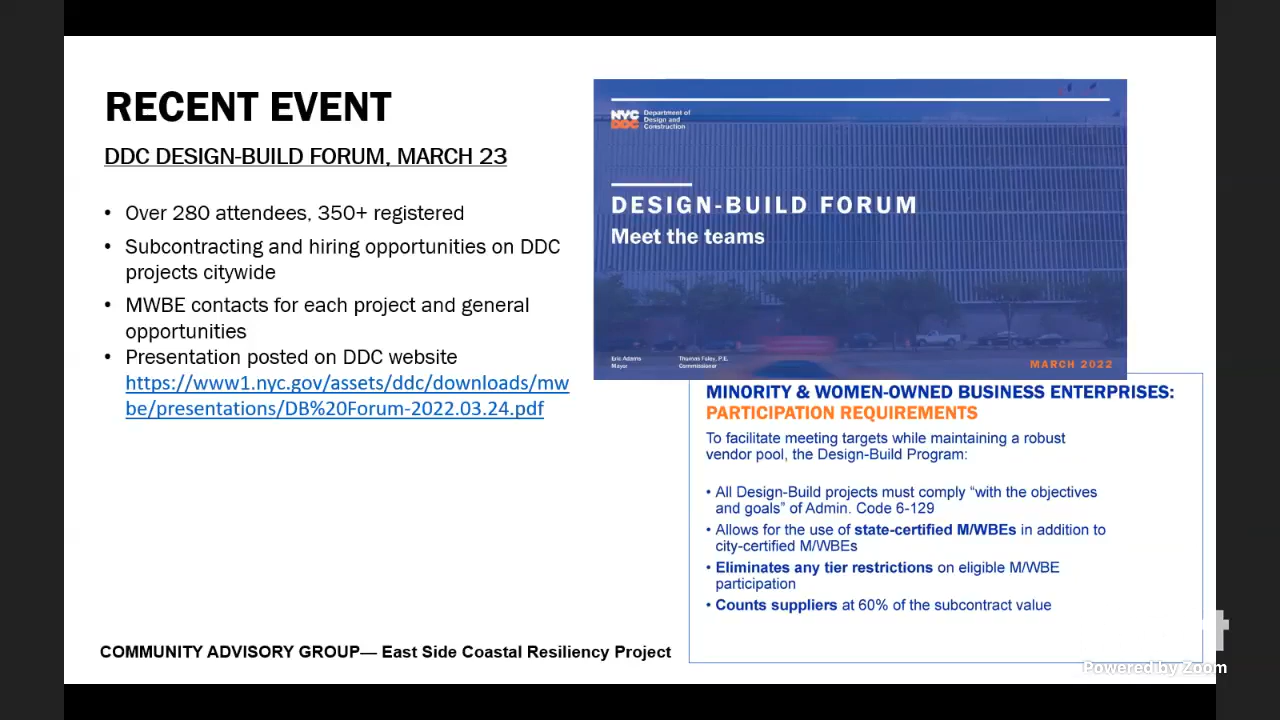 RECENT EVENT
DDC DESIGN-BUILD FORUM, MARCH 23
• Over 280 attendees, 350+ registered
• Subcontracting and hiring opportunities on DDC
projects citywide
• MWBE contacts for each project and general
opportunities
• Presentation posted on DDC website
https://www1.nyc.gov/assets/ddc/downloads/mw
be/presentations/DB%20Forum-2022.03.24.pdf
NYC
DDC
Department of
Design and
Construction
DESIGN-BUILD FORUM
Meet the teams
Eric Adams
Mayor
Thomas Foley, P.E.
Commissioner
MARCH 2022
MINORITY & WOMEN-OWNED BUSINESS ENTERPRISES:
PARTICIPATION REQUIREMENTS
To facilitate meeting targets while maintaining a robust
vendor pool, the Design-Build Program:
• All Design-Build projects must comply “with the objectives
and goals” of Admin. Code 6-129
• Allows for the use of state-certified M/WBEs in addition to
city-certified M/WBEs
• Eliminates any tier restrictions on eligible M/WBE
participation
• Counts suppliers at 60% of the subcontract value
COMMUNITY ADVISORY GROUP— East Side Coastal Resiliency Project
Powered by Zoom